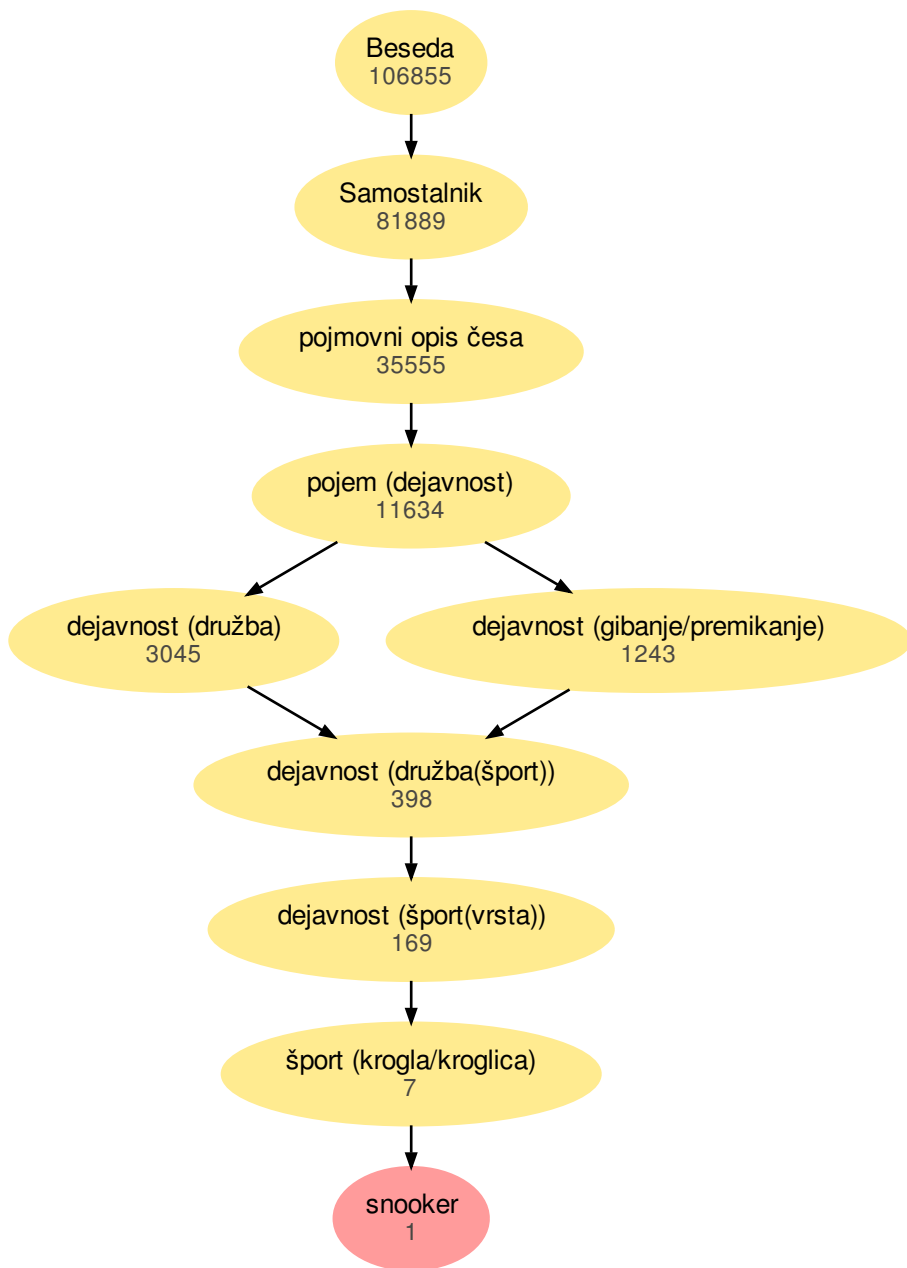 Beseda
106855
Samostalnik
81889
pojmovni opis česa
35555
pojem (dejavnost)
11634
dejavnost (družba)
3045
dejavnost (gibanje/premikanje)
1243
dejavnost (družba(šport))
398
dejavnost (šport(vrsta))
169
šport (krogla/kroglica)
7
snooker
1